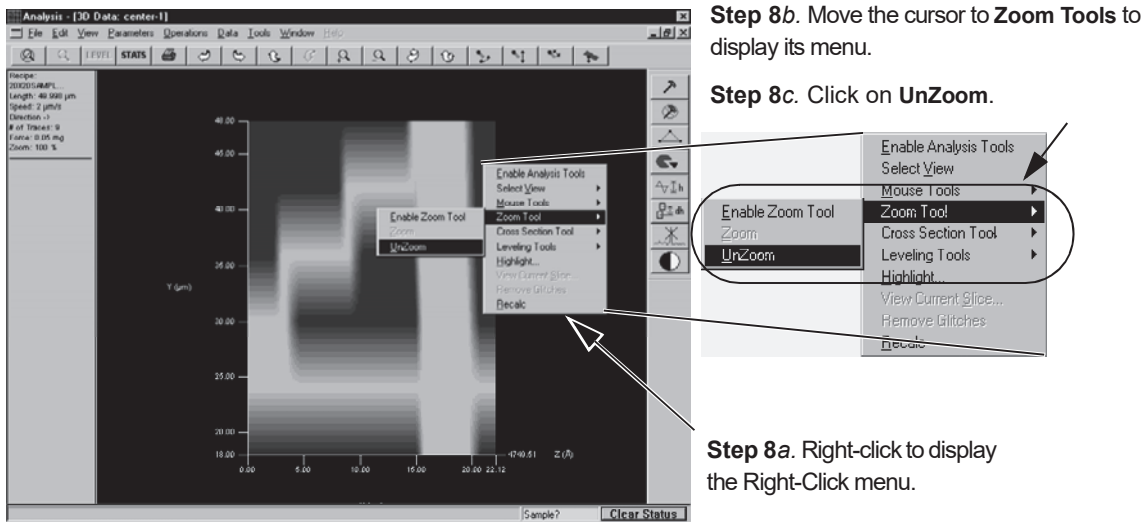 Analysis - [3D Data: center-1]
File Edit View Parameters Operations Data Tools Window Help
LEVEL STATS
Recipe:
20X20SAMPL...
Length: 49.998 µm
Speed: 2 µm/s
Direction ->
# of Traces: 9
Force: 0.05 mg
Zoom: 100 %
48.00
45.00
40.00
35.00
Y (µm)
30.00
25.00
20.00
18.00
0.00 5.00 10.00 15.00 20.00 22.12
4740.51 Z (Å)
Enable Analysis Tools
Select View
Mouse Tools
Zoom Tool
Cross Section Tool
Leveling Tools
Highlight...
View Current Slice...
Remove Glitches
Recalc
Enable Zoom Tool
Zoom
UnZoom
Sample? Clear Status
Step 8b. Move the cursor to Zoom Tools to
display its menu.
Step 8c. Click on UnZoom.
Enable Analysis Tools
Select View
Mouse Tools
Zoom Tool
Cross Section Tool
Leveling Tools
Highlight...
View Current Slice...
Remove Glitches
Recalc
Enable Zoom Tool
Zoom
UnZoom
Step 8a. Right-click to display
the Right-Click menu.